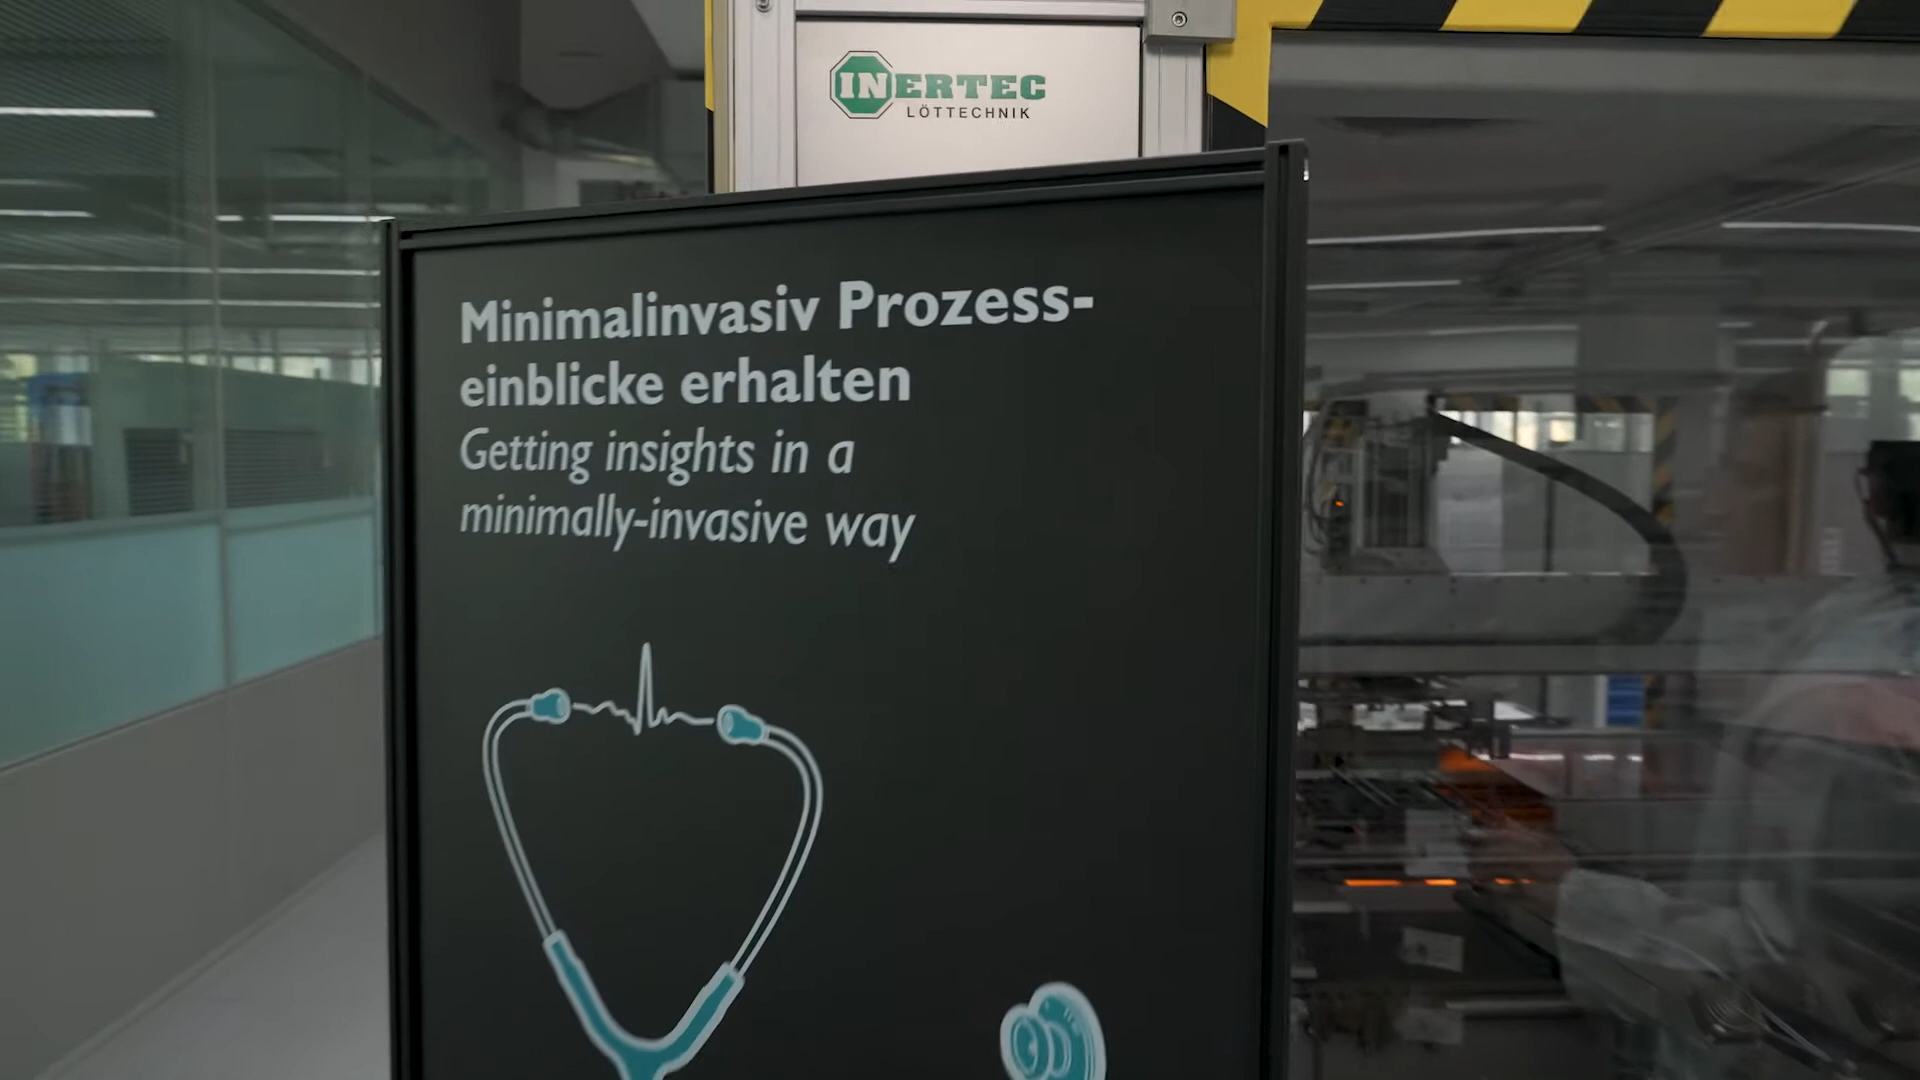 INERTEC
LÖTTECHNIK
Minimalinvasiv Prozess-
einblicke erhalten
Getting insights in a
minimally-invasive way